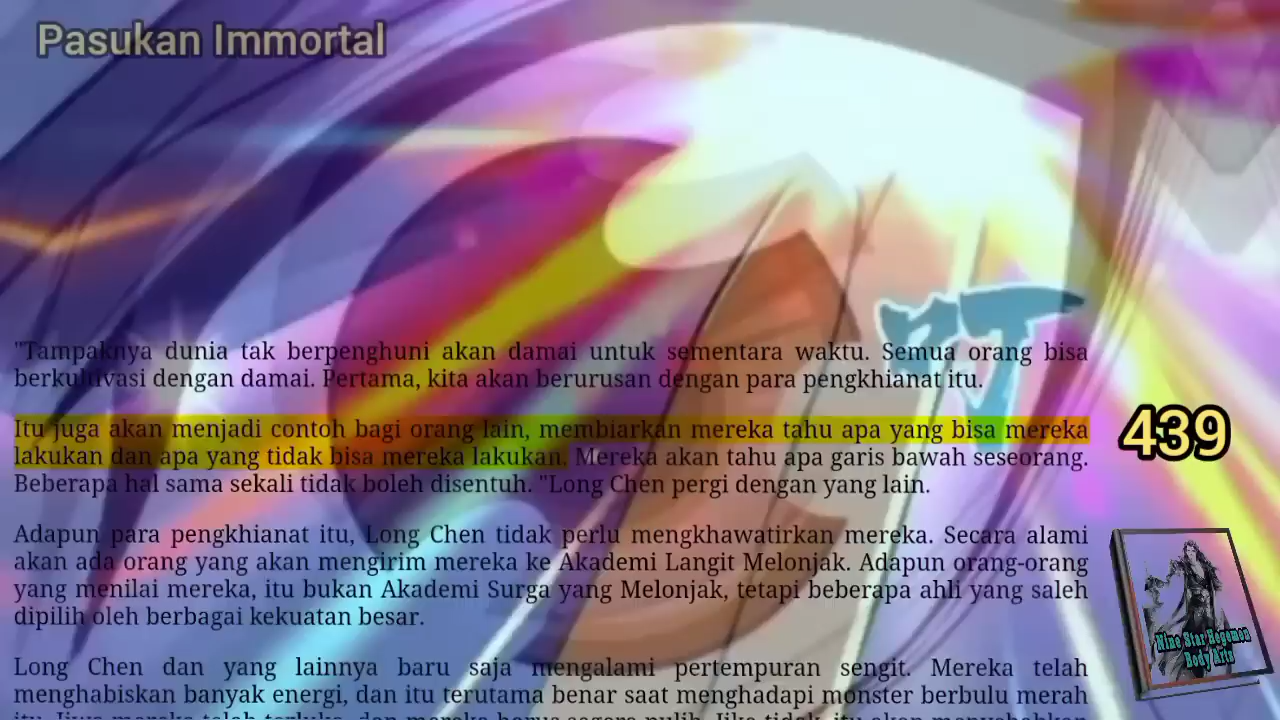 Pasukan Immortal
"Tampaknya dunia tak berpenghuni akan damai untuk sementara waktu. Semua orang bisa
berkultivasi dengan damai. Pertama, kita akan berurusan dengan para pengkhianat itu.
Itu juga akan menjadi contoh bagi orang lain, membiarkan mereka tahu apa yang bisa mereka
lakukan dan apa yang tidak bisa mereka lakukan. Mereka akan tahu apa garis bawah seseorang.
Beberapa hal sama sekali tidak boleh disentuh. "Long Chen pergi dengan yang lain.
439
Adapun para pengkhianat itu, Long Chen tidak perlu mengkhawatirkan mereka. Secara alami
akan ada orang yang akan mengirim mereka ke Akademi Langit Melonjak. Adapun orang-orang
yang menilai mereka, itu bukan Akademi Surga yang Melonjak, tetapi beberapa ahli yang saleh
dipilih oleh berbagai kekuatan besar.
Nine Star Hegemon
Body Arts
Long Chen dan yang lainnya baru saja mengalami pertempuran sengit. Mereka telah
menghabiskan banyak energi, dan itu terutama benar saat menghadapi monster berbulu merah